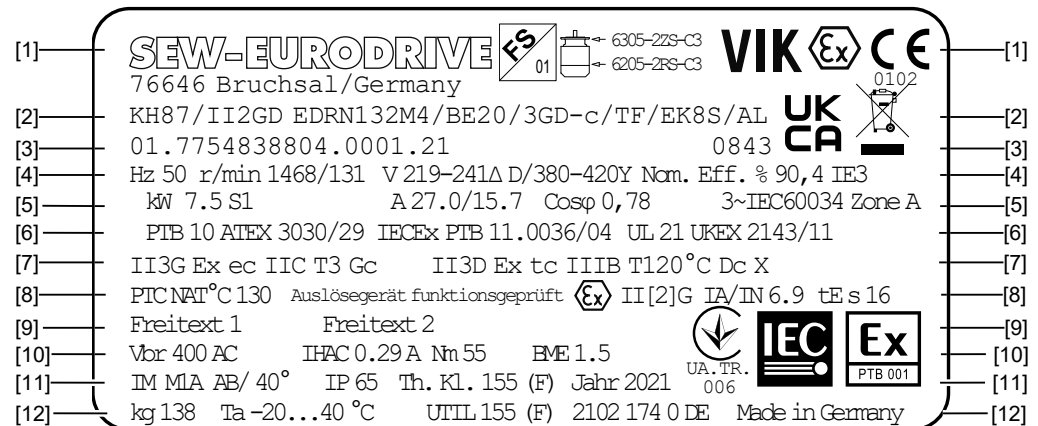 [1] SEW-EURODRIVE FS 01 6305-2ZS-C3 VIK Ex CE [1]
6205-2RS-C3
76646 Bruchsal/Germany 0102
[2] KH87/II2GD EDRN132M4/BE20/3GD-c/TF/EK8S/AL UK [2]
[3] 01.7754838804.0001.21 0843 CA [3]
[4] Hz 50 r/min 1468/131 V 219-241Δ D/380-420Y Nom. Eff. % 90,4 IE3 [4]
[5] kW 7.5 S1 A 27.0/15.7 Cosφ 0,78 3~IEC60034 Zone A [5]
[6] PTB 10 ATEX 3030/29 IECEx PTB 11.0036/04 UL 21 UKEX 2143/11 [6]
[7] II3G Ex ec IIC T3 Gc II3D Ex tc IIIB T120°C Dc X [7]
[8] PTC NAT°C 130 Auslösegerät funktionsgeprüft Ex II[2]G IA/IN 6.9 tE s 16 [8]
[9] Freitext 1 Freitext 2 IEC Ex [9]
[10] Vbr 400 AC IHAC 0.29 A Nm 55 BME 1.5 UA.TR. PTB 001 [10]
[11] IM M1A AB/ 40° IP 65 Th. Kl. 155 (F) Jahr 2021 006 [11]
[12] kg 138 Ta -20...40 °C UTIL 155 (F) 2102 174 0 DE Made in Germany [12]